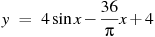 y = 4 sin x − 36/π x + 4